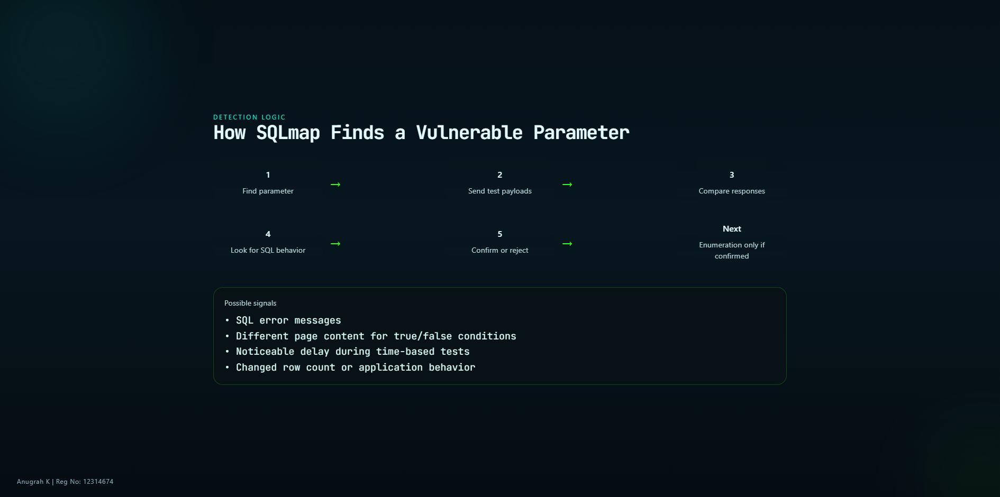 DETECTION LOGIC
How SQLmap Finds a Vulnerable Parameter
1
Find parameter
→
2
Send test payloads
→
3
Compare responses
4
Look for SQL behavior
→
5
Confirm or reject
→
Next
Enumeration only if
confirmed
Possible signals
• SQL error messages
• Different page content for true/false conditions
• Noticeable delay during time-based tests
• Changed row count or application behavior
Anugrah K | Reg No: 12314674